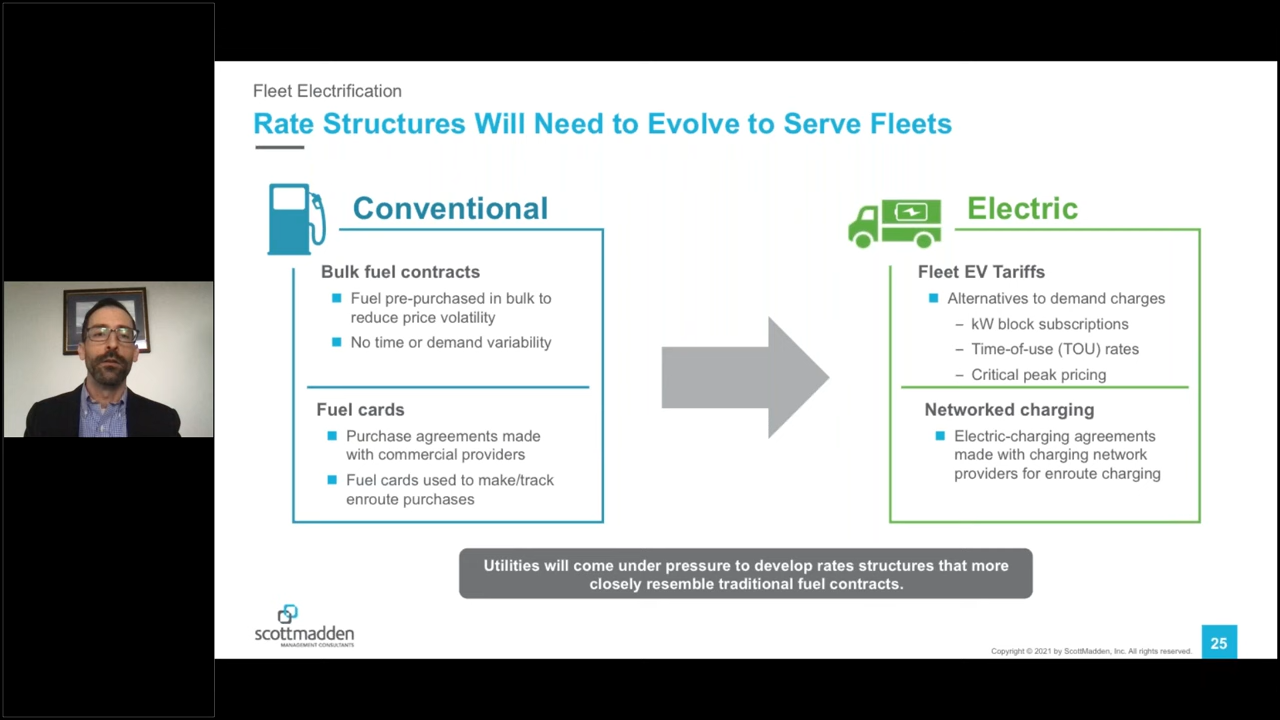 Fleet Electrification
Rate Structures Will Need to Evolve to Serve Fleets
Conventional
Bulk fuel contracts
Fuel pre-purchased in bulk to
reduce price volatility
No time or demand variability
Fuel cards
Purchase agreements made
with commercial providers
Fuel cards used to make/track
enroute purchases
Electric
Fleet EV Tariffs
Alternatives to demand charges
– kW block subscriptions
– Time-of-use (TOU) rates
– Critical peak pricing
Networked charging
Electric-charging agreements
made with charging network
providers for enroute charging
Utilities will come under pressure to develop rates structures that more
closely resemble traditional fuel contracts.
scottmadden
MANAGEMENT CONSULTANTS
Copyright © 2021 by ScottMadden, Inc. All rights reserved.
25